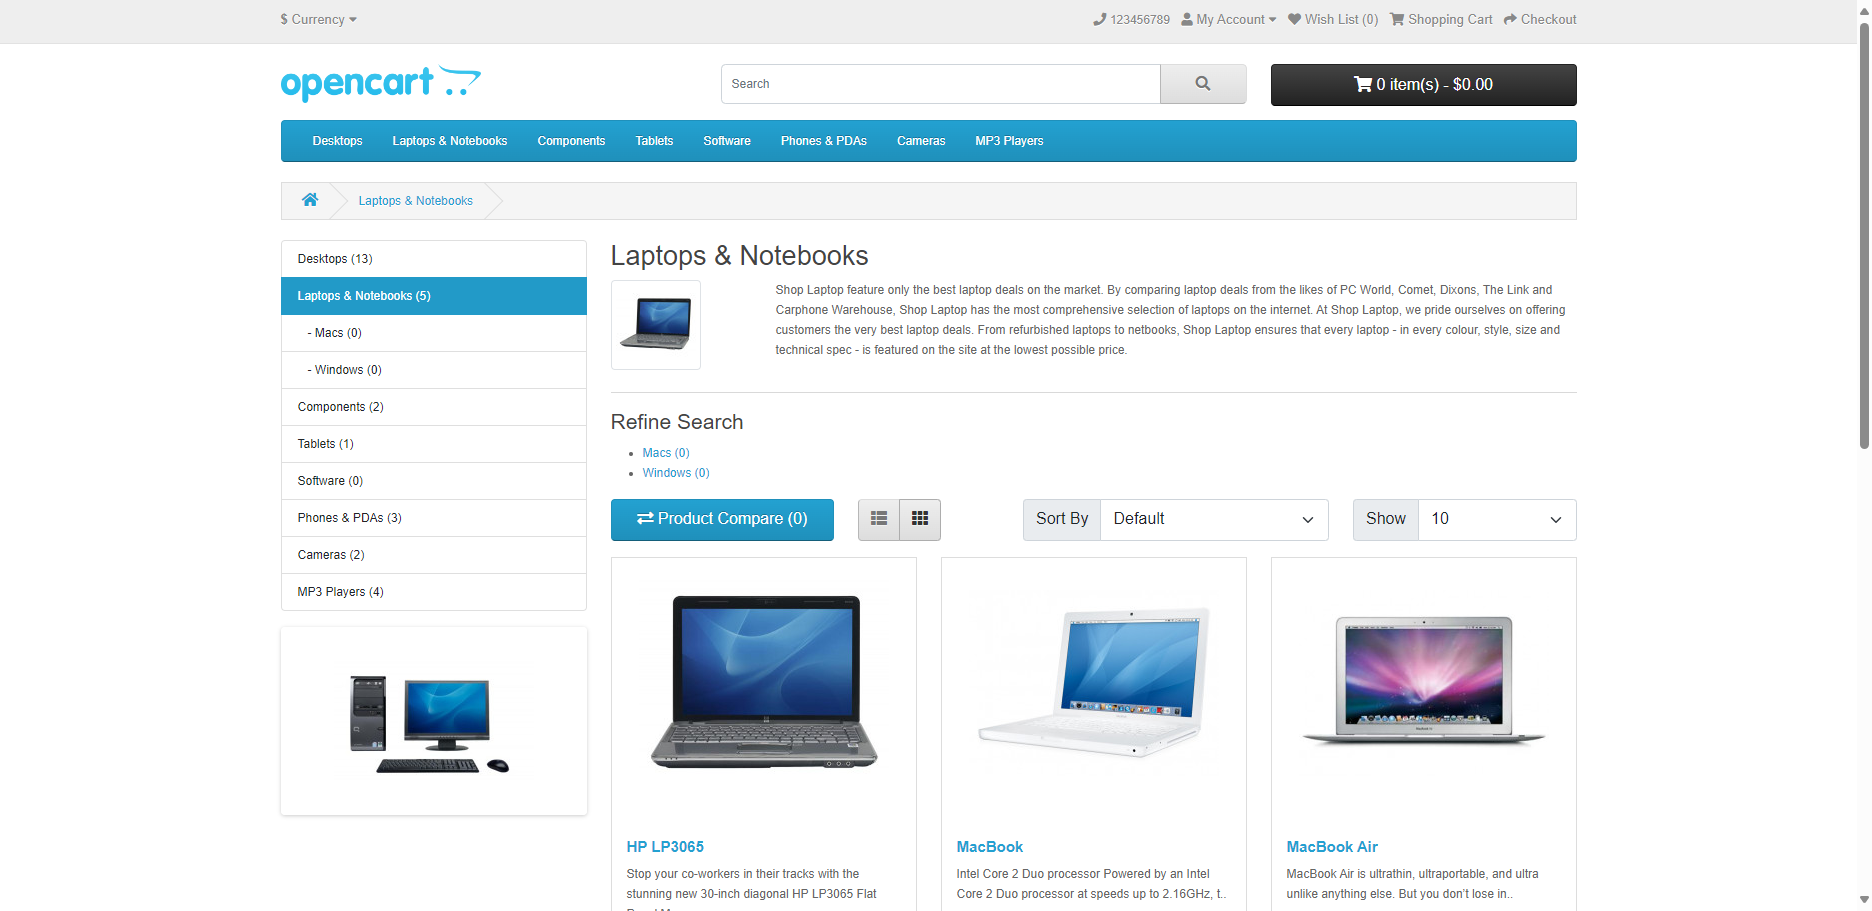 $ Currency
123456789 My Account Wish List (0) Shopping Cart Checkout
opencart
Search
0 item(s) - $0.00
Desktops Laptops & Notebooks Components Tablets Software Phones & PDAs Cameras MP3 Players
Laptops & Notebooks
Desktops (13)
Laptops & Notebooks (5)
- Macs (0)
- Windows (0)
Components (2)
Tablets (1)
Software (0)
Phones & PDAs (3)
Cameras (2)
MP3 Players (4)
Laptops & Notebooks
Shop Laptop feature only the best laptop deals on the market. By comparing laptop deals from the likes of PC World, Comet, Dixons, The Link and
Carphone Warehouse, Shop Laptop has the most comprehensive selection of laptops on the internet. At Shop Laptop, we pride ourselves on offering
customers the very best laptop deals. From refurbished laptops to netbooks, Shop Laptop ensures that every laptop - in every colour, style, size and
technical spec - is featured on the site at the lowest possible price.
Refine Search
Macs (0)
Windows (0)
Product Compare (0)
Sort By Default
Show 10
HP LP3065
Stop your co-workers in their tracks with the
stunning new 30-inch diagonal HP LP3065 Flat
MacBook
Intel Core 2 Duo processor Powered by an Intel
Core 2 Duo processor at speeds up to 2.16GHz, t..
MacBook Air
MacBook Air is ultrathin, ultraportable, and ultra
unlike anything else. But you don’t lose in..